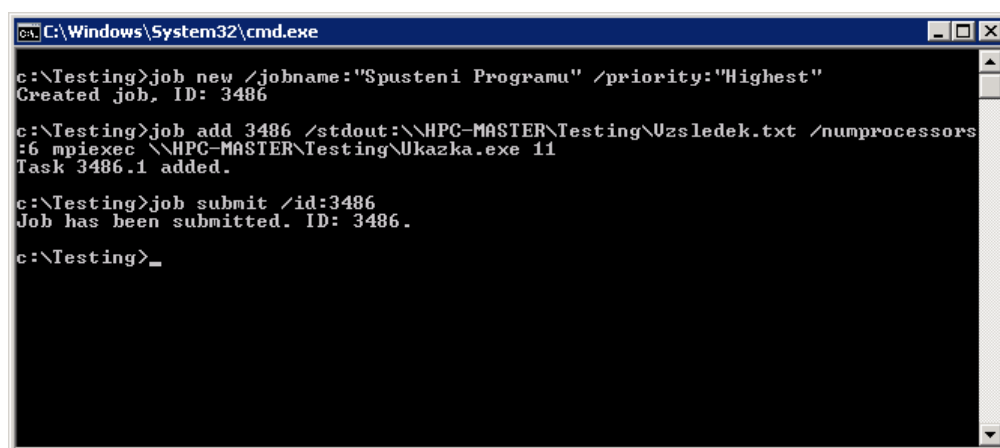 C:\Windows\System32\cmd.exe
c:\Testing>job new /jobname:"Spusteni Programu" /priority:"Highest"
Created job, ID: 3486
c:\Testing>job add 3486 /stdout:\\HPC-MASTER\Testing\Vzsledek.txt /numprocessors
:6 mpiexec \\HPC-MASTER\Testing\Ukazka.exe 11
Task 3486.1 added.
c:\Testing>job submit /id:3486
Job has been submitted. ID: 3486.
c:\Testing>_